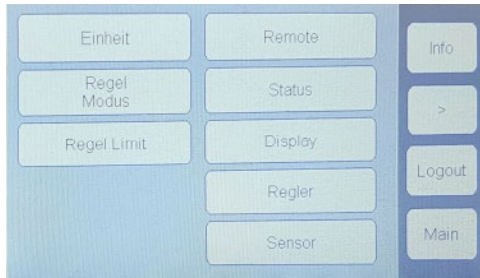 Einheit
Regel
Modus
Regel Limit
Remote
Status
Display
Regler
Sensor
Info
>
Logout
Main